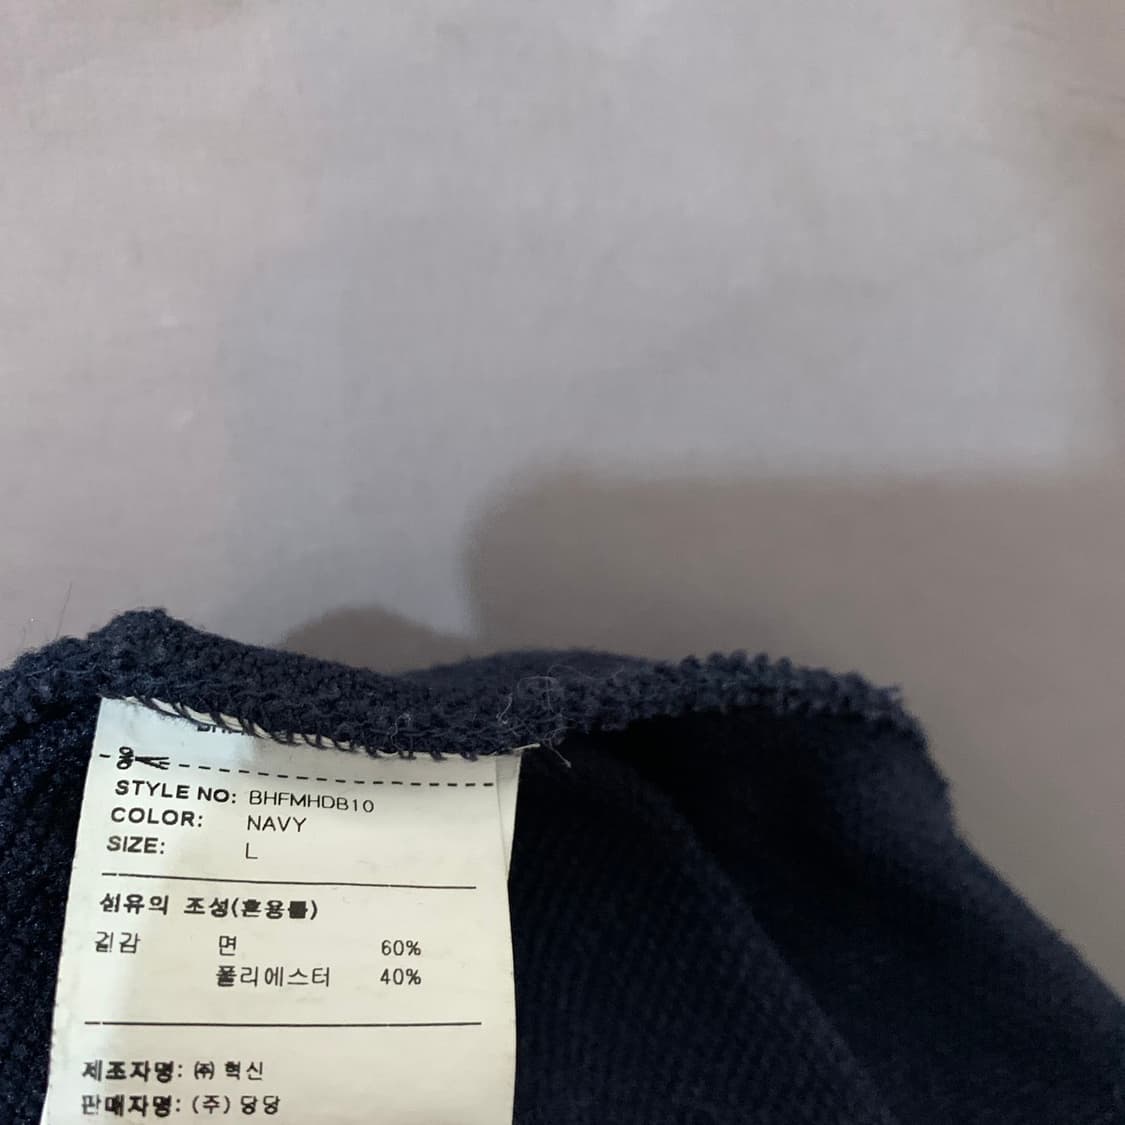 STYLE NO: BHFMHDB10
COLOR: NAVY
SIZE: L
섬유의 조성(혼용률)
겉감 면 60%
폴리에스터 40%
제조자명: ㈜ 혁신
판매자명: (주) 당당